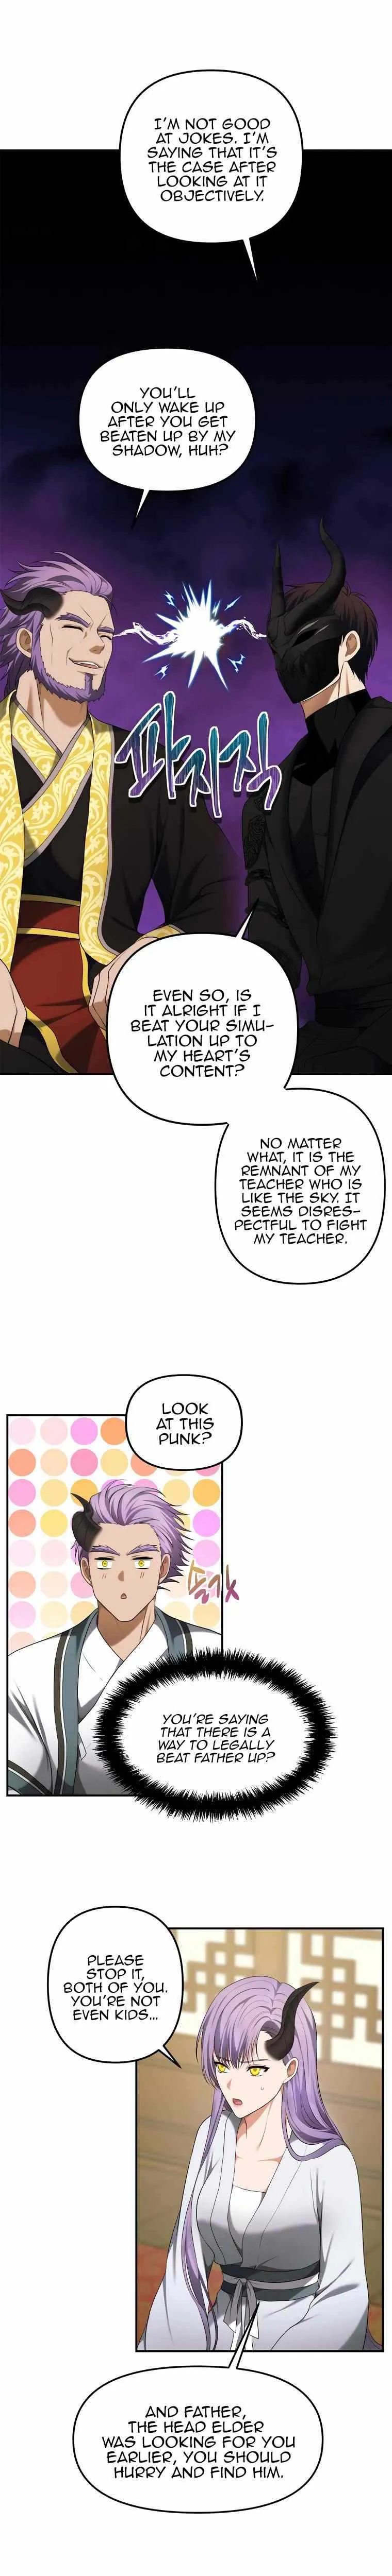 I'M NOT GOOD
AT JOKES. I'M
SAYING THAT IT'S
THE CASE AFTER
LOOKING AT IT
OBJECTIVELY.
YOU'LL
ONLY WAKE UP
AFTER YOU GET
BEATEN UP BY MY
SHADOW, HUH?
파지직
EVEN SO, IS
IT ALRIGHT IF I
BEAT YOUR SIMU-
LATION UP TO
MY HEART'S
CONTENT?
NO MATTER
WHAT, IT IS THE
REMNANT OF MY
TEACHER WHO IS
LIKE THE SKY. IT
SEEMS DISRES-
PECTFUL TO FIGHT
MY TEACHER.
LOOK
AT THIS
PUNK?
솔깃
YOU'RE SAYING
THAT THERE IS A
WAY TO LEGALLY
BEAT FATHER UP?
PLEASE
STOP IT,
BOTH OF YOU.
YOU'RE NOT
EVEN KIDS...
AND FATHER,
THE HEAD ELDER
WAS LOOKING FOR YOU
EARLIER, YOU SHOULD
HURRY AND FIND HIM.